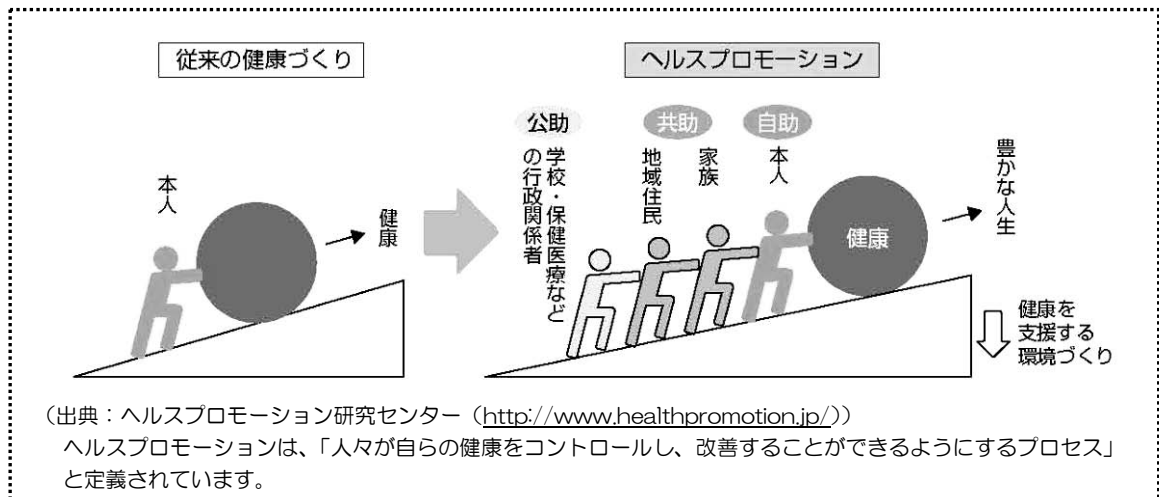 従来の健康づくり
本人
健康
ヘルスプロモーション
公助
学校・保健医療など
の行政関係者
共助
地域住民
家族
自助
本人
健康
豊かな人生
健康を
支援する
環境づくり
（出典：ヘルスプロモーション研究センター（http://www.healthpromotion.jp/））
ヘルスプロモーションは、「人々が自らの健康をコントロールし、改善することができるようにするプロセス」
と定義されています。